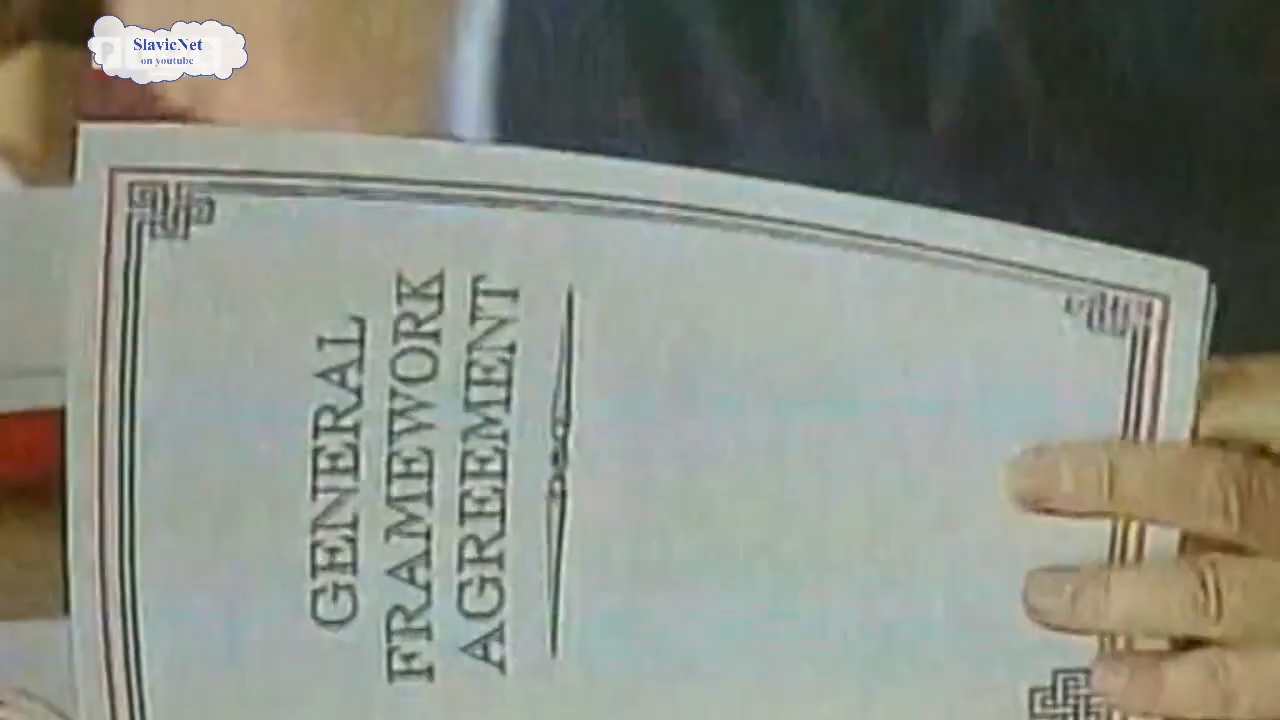 SlavicNet
on youtube
GENERAL
FRAMEWORK
AGREEMENT